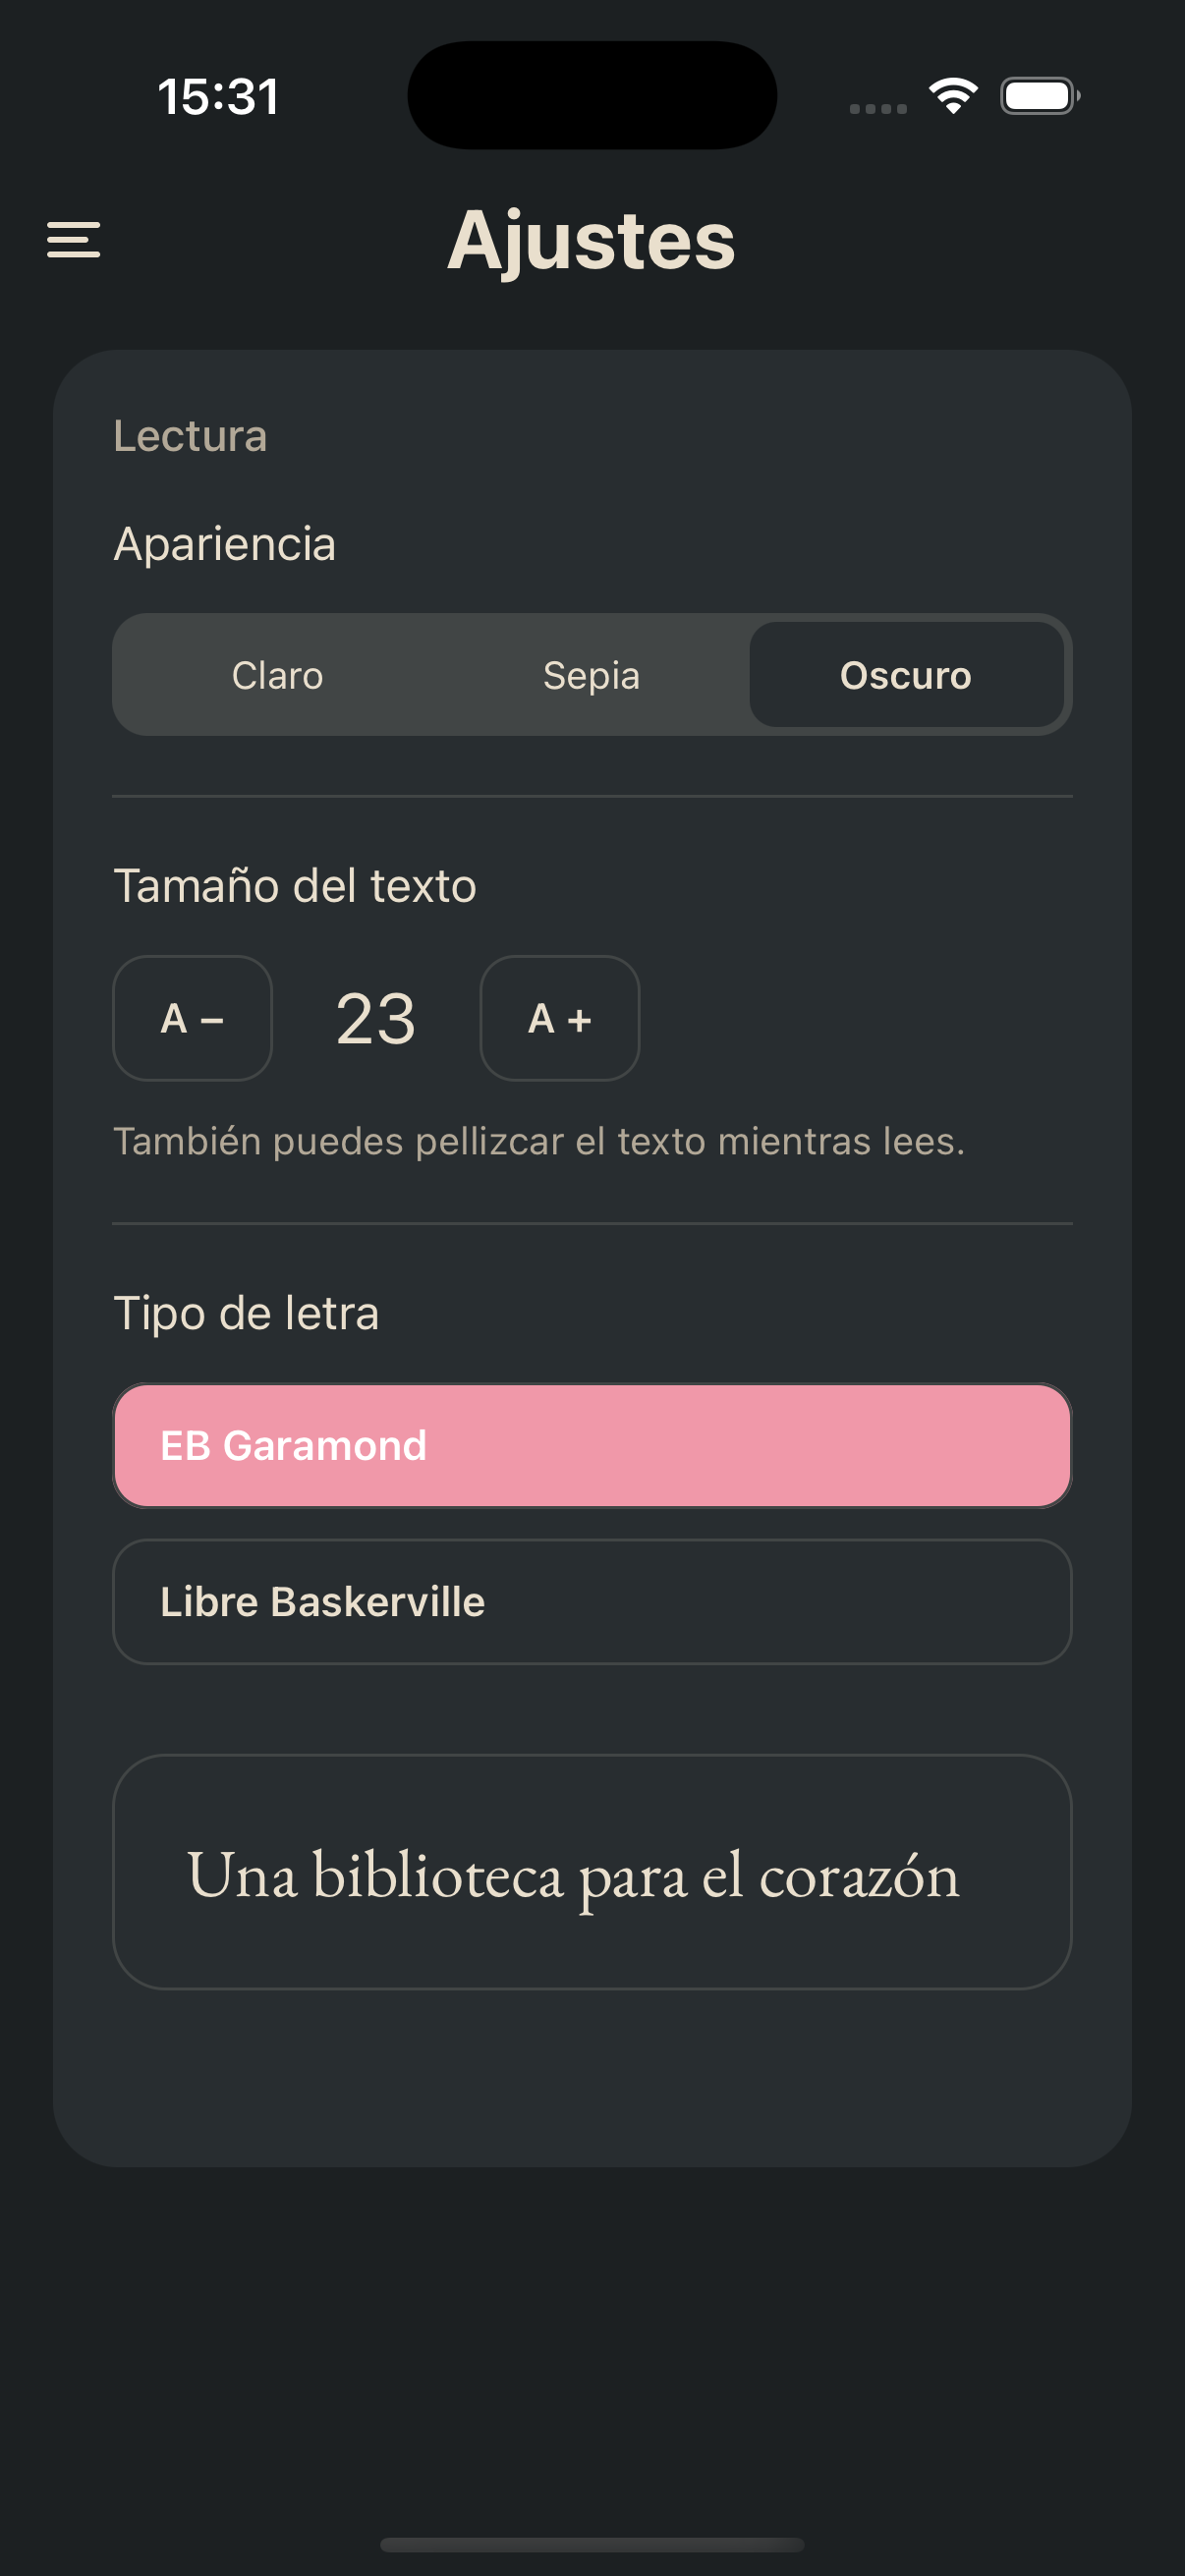 15:31
Ajustes
Lectura
Apariencia
Claro Sepia Oscuro
Tamaño del texto
A – 23 A +
También puedes pellizcar el texto mientras lees.
Tipo de letra
EB Garamond
Libre Baskerville
Una biblioteca para el corazón